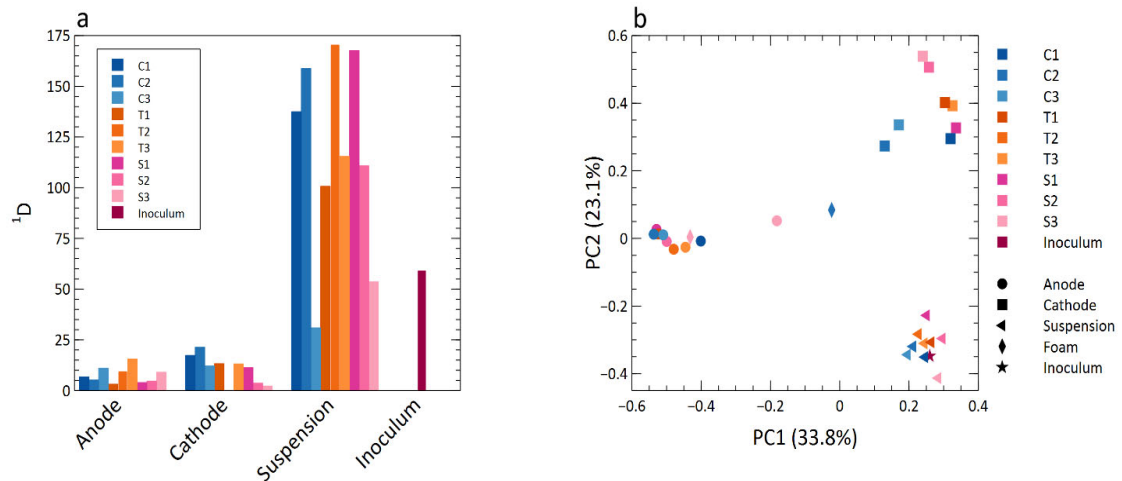 a
175
150
125
100
75
50
25
0
¹D
C1
C2
C3
T1
T2
T3
S1
S2
S3
Inoculum
Anode
Cathode
Suspension
Inoculum
b
0.6
0.4
0.2
0
−0.2
−0.4
PC2 (23.1%)
−0.6
−0.4
−0.2
0
0.2
0.4
PC1 (33.8%)
C1
C2
C3
T1
T2
T3
S1
S2
S3
Inoculum
Anode
Cathode
Suspension
Foam
Inoculum